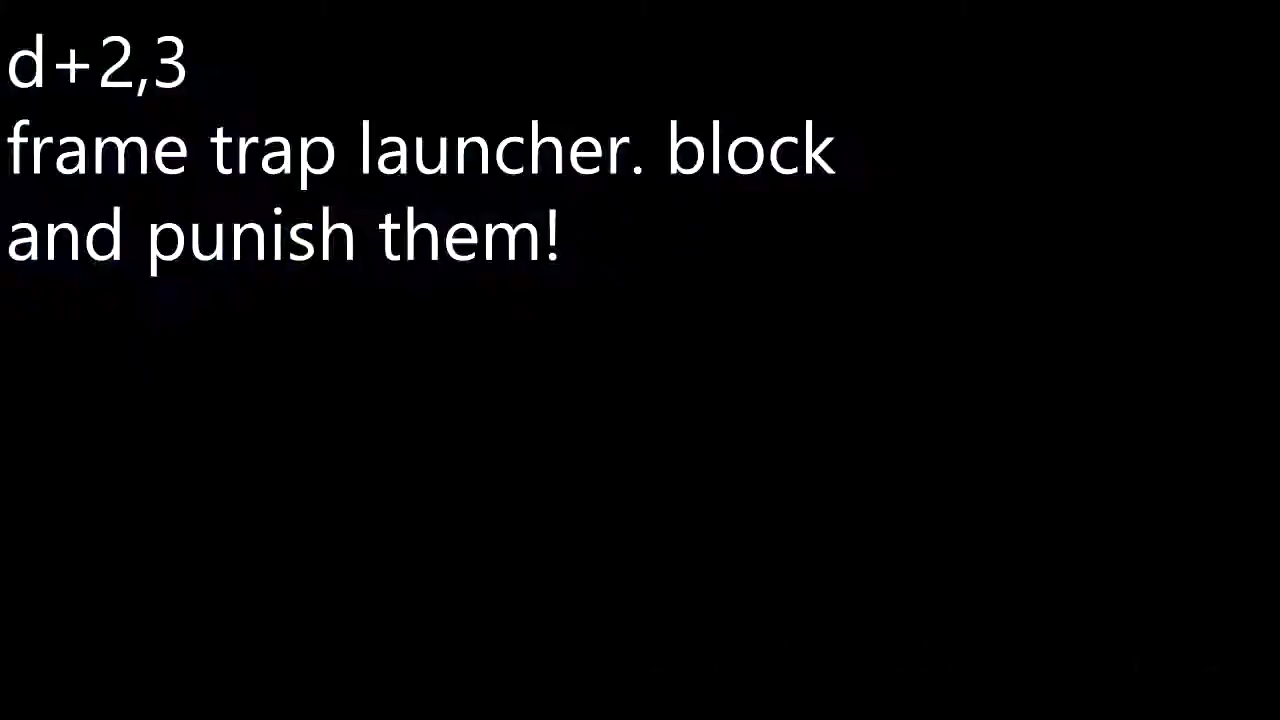 d+2,3
frame trap launcher. block
and punish them!